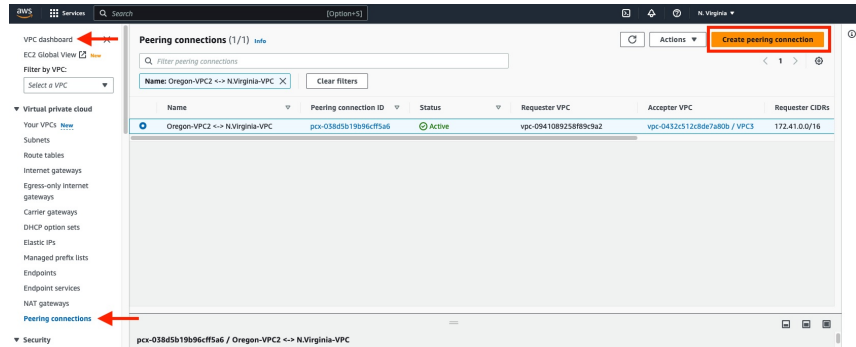 aws Services Search [Option+S] N. Virginia
VPC dashboard
EC2 Global View New
Filter by VPC:
Select a VPC
Virtual private cloud
Your VPCs New
Subnets
Route tables
Internet gateways
Egress-only internet
gateways
Carrier gateways
DHCP option sets
Elastic IPs
Managed prefix lists
Endpoints
Endpoint services
NAT gateways
Peering connections
Security
Peering connections (1/1) Info Actions Create peering connection
Filter peering connections 1
Name: Oregon-VPC2 <-> N.Virginia-VPC Clear filters
Name Peering connection ID Status Requester VPC Accepter VPC Requester CIDRs
Oregon-VPC2 <-> N.Virginia-VPC pcx-038d5b19b96cff5a6 Active vpc-0941089258f89c9a2 vpc-0432c512c8de7a80b / VPC3 172.41.0.0/16
pcx-038d5b19b96cff5a6 / Oregon-VPC2 <-> N.Virginia-VPC